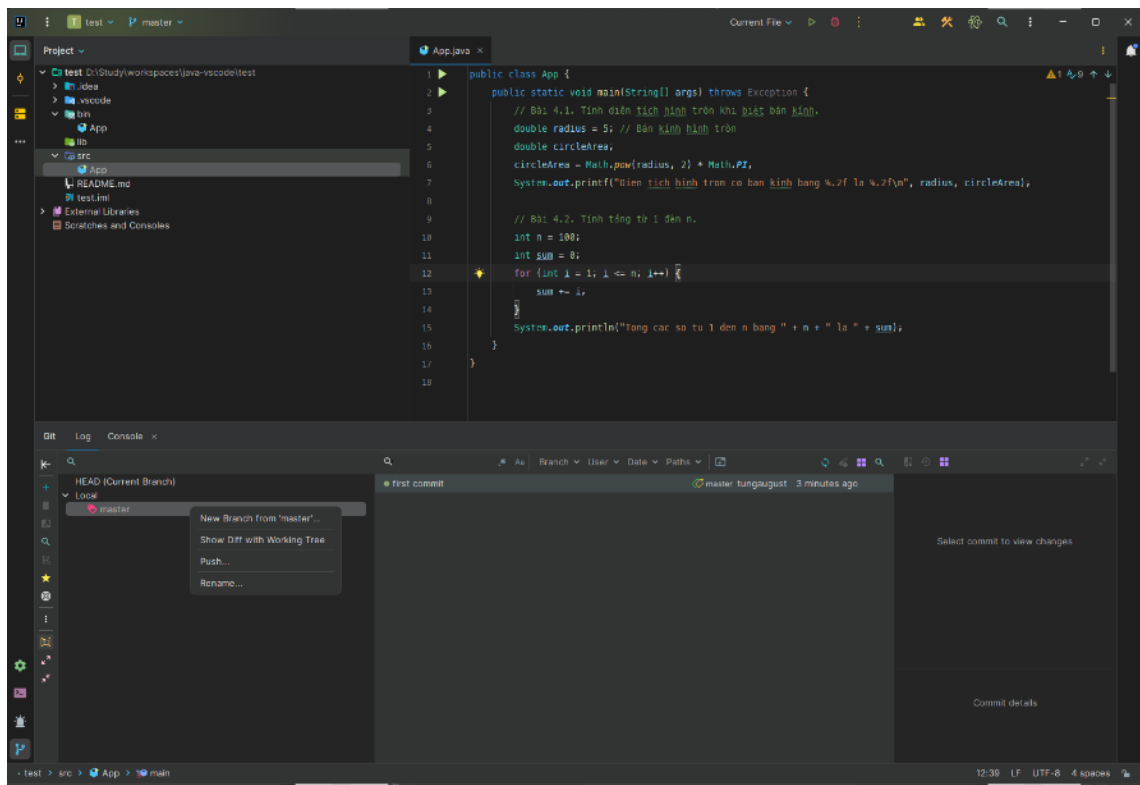 test master Current File
Project
App.java
test D:\Study\workspaces\java-vscode\test
.idea
.vscode
bin
App
lib
src
App
README.md
test.iml
External Libraries
Scratches and Consoles
1 public class App {
2 public static void main(String[] args) throws Exception {
3 // Bài 4.1. Tính diện tích hình tròn khi biết bán kính.
4 double radius = 5; // Bán kính hình tròn
5 double circleArea;
6 circleArea = Math.pow(radius, 2) * Math.PI;
7 System.out.printf("Dien tich hinh tron co ban kinh bang %.2f la %.2f\n", radius, circleArea);
8
9 // Bài 4.2. Tính tổng từ 1 đến n.
10 int n = 100;
11 int sum = 0;
12 for (int i = 1; i <= n; i++) {
13 sum += i;
14 }
15 System.out.println("Tong cac so tu 1 den n bang " + n + " la " + sum);
16 }
17 }
18
1 9
Git Log Console
Branch User Date Paths
HEAD (Current Branch)
Local
master
New Branch from 'master'...
Show Diff with Working Tree
Push...
Rename...
first commit master tungaugust 3 minutes ago
Select commit to view changes
Commit details
test > src > App > main 12:39 LF UTF-8 4 spaces